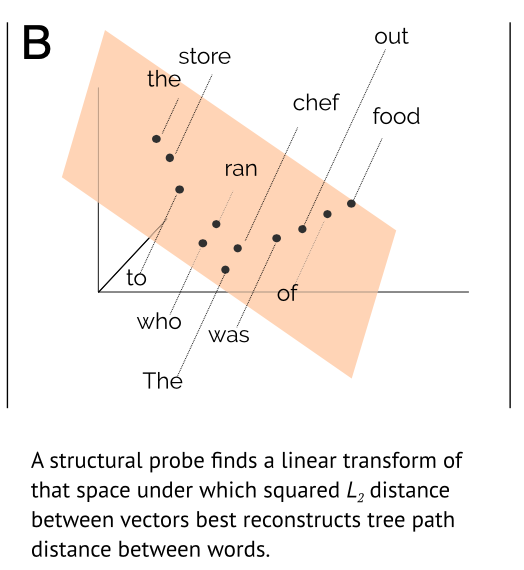 B
out
store
the
chef
food
ran
to
of
who
was
The
A structural probe finds a linear transform of
that space under which squared L₂ distance
between vectors best reconstructs tree path
distance between words.